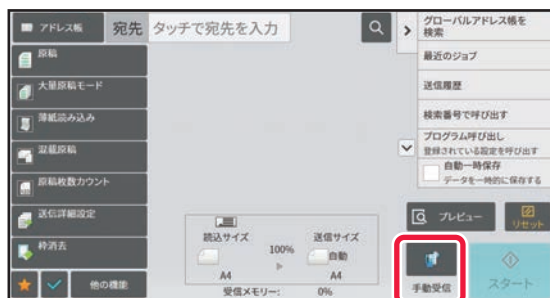 アドレス帳
宛先
タッチで宛先を入力
原稿
大量原稿モード
薄紙読み込み
混載原稿
原稿枚数カウント
送信詳細設定
枠消去
他の機能
読込サイズ
100%
送信サイズ
自動
A4
A4
受信メモリー:
0%
グローバルアドレス帳を
検索
最近のジョブ
送信履歴
検索番号で呼び出す
プログラム呼び出し
登録されている設定を呼び出す
自動一時保存
データを一時的に保存する
プレビュー
リセット
手動受信
スタート